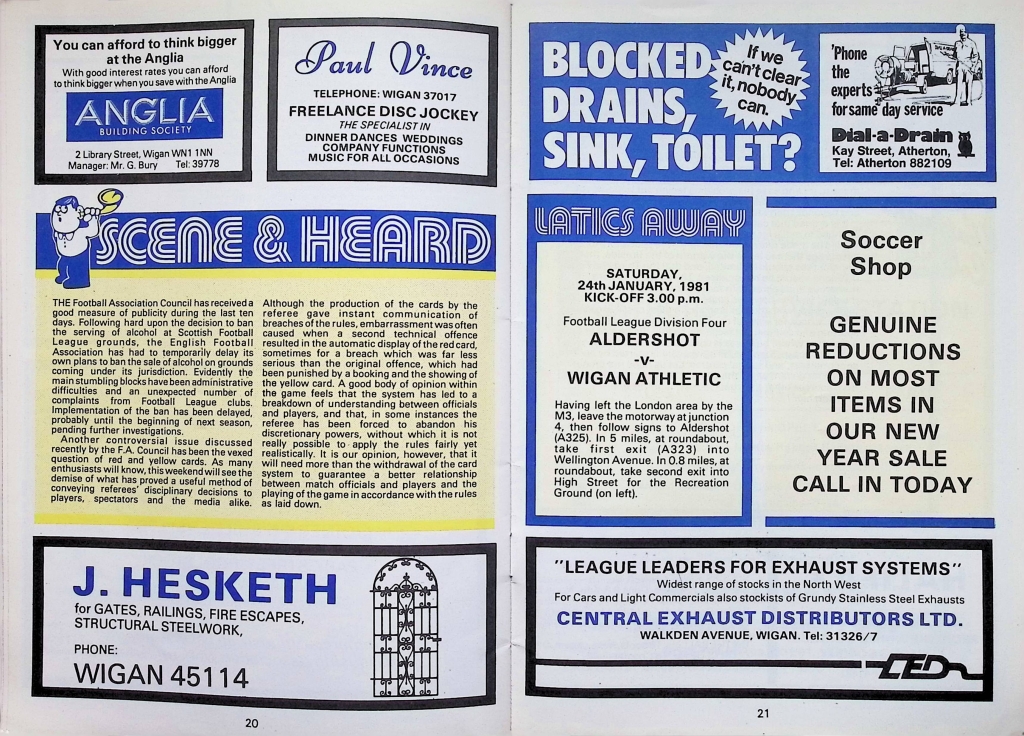 You can afford to think bigger
at the Anglia
With good interest rates you can afford
to think bigger when you save with the Anglia
ANGLIA
BUILDING SOCIETY
2 Library Street, Wigan WN1 1NN
Manager: Mr. G. Bury Tel: 39778
Paul Vince
TELEPHONE: WIGAN 37017
FREELANCE DISC JOCKEY
THE SPECIALIST IN
DINNER DANCES, WEDDINGS
COMPANY FUNCTIONS
MUSIC FOR ALL OCCASIONS
SCENE & HEARD
THE Football Association Council has received a
good measure of publicity during the last ten
days. Following hard upon the decision to ban
the serving of alcohol at Scottish Football
League grounds, the English Football
Association has had to temporarily delay its
own plans to ban the sale of alcohol on grounds
coming under its jurisdiction. Evidently the
main stumbling blocks have been administrative
difficulties and an unexpected number of
complaints from Football League clubs.
Implementation of the ban has been delayed,
probably until the beginning of next season,
pending further investigations.
Another controversial issue discussed
recently by the F.A. Council has been the vexed
question of red and yellow cards. As many
enthusiasts will know, this weekend will see the
demise of what has proved a useful method of
conveying referees' disciplinary decisions to
players, spectators and the media alike.
Although the production of the cards by the
referee gave instant communication of
breaches of the rules, embarrassment was often
caused when a second technical offence
resulted in the automatic display of the red card,
sometimes for a breach which was far less
serious than the original offence, which had
been punished by a booking and the showing of
the yellow card. A good body of opinion within
the game feels that the system has led to a
breakdown of understanding between officials
and players, and that, in some instances the
referee has been forced to abandon his
discretionary powers, without which it is not
really possible to apply the rules fairly yet
realistically. It is our opinion, however, that it
will need more than the withdrawal of the card
system to guarantee a better relationship
between match officials and players and the
playing of the game in accordance with the rules
as laid down.
J. HESKETH
for GATES, RAILINGS, FIRE ESCAPES,
STRUCTURAL STEELWORK,
PHONE:
WIGAN 45114
20
BLOCKED
DRAINS,
SINK, TOILET?
If we
can't clear
it, nobody
can.
'Phone
the
experts
for same day service
Dial-a-Drain
Kay Street, Atherton,
Tel: Atherton 882109
LATICS AWAY
SATURDAY,
24th JANUARY, 1981
KICK-OFF 3.00 p.m.
Football League Division Four
ALDERSHOT
-v-
WIGAN ATHLETIC
Having left the London area by the
M3, leave the motorway at junction
4, then follow signs to Aldershot
(A325). In 5 miles, at roundabout,
take first exit (A323) into
Wellington Avenue. In 0.8 miles, at
roundabout, take second exit into
High Street for the Recreation
Ground (on left).
Soccer
Shop
GENUINE
REDUCTIONS
ON MOST
ITEMS IN
OUR NEW
YEAR SALE
CALL IN TODAY
"LEAGUE LEADERS FOR EXHAUST SYSTEMS"
Widest range of stocks in the North West
For Cars and Light Commercials also stockists of Grundy Stainless Steel Exhausts
CENTRAL EXHAUST DISTRIBUTORS LTD.
WALKDEN AVENUE, WIGAN. Tel: 31326/7
CED
21